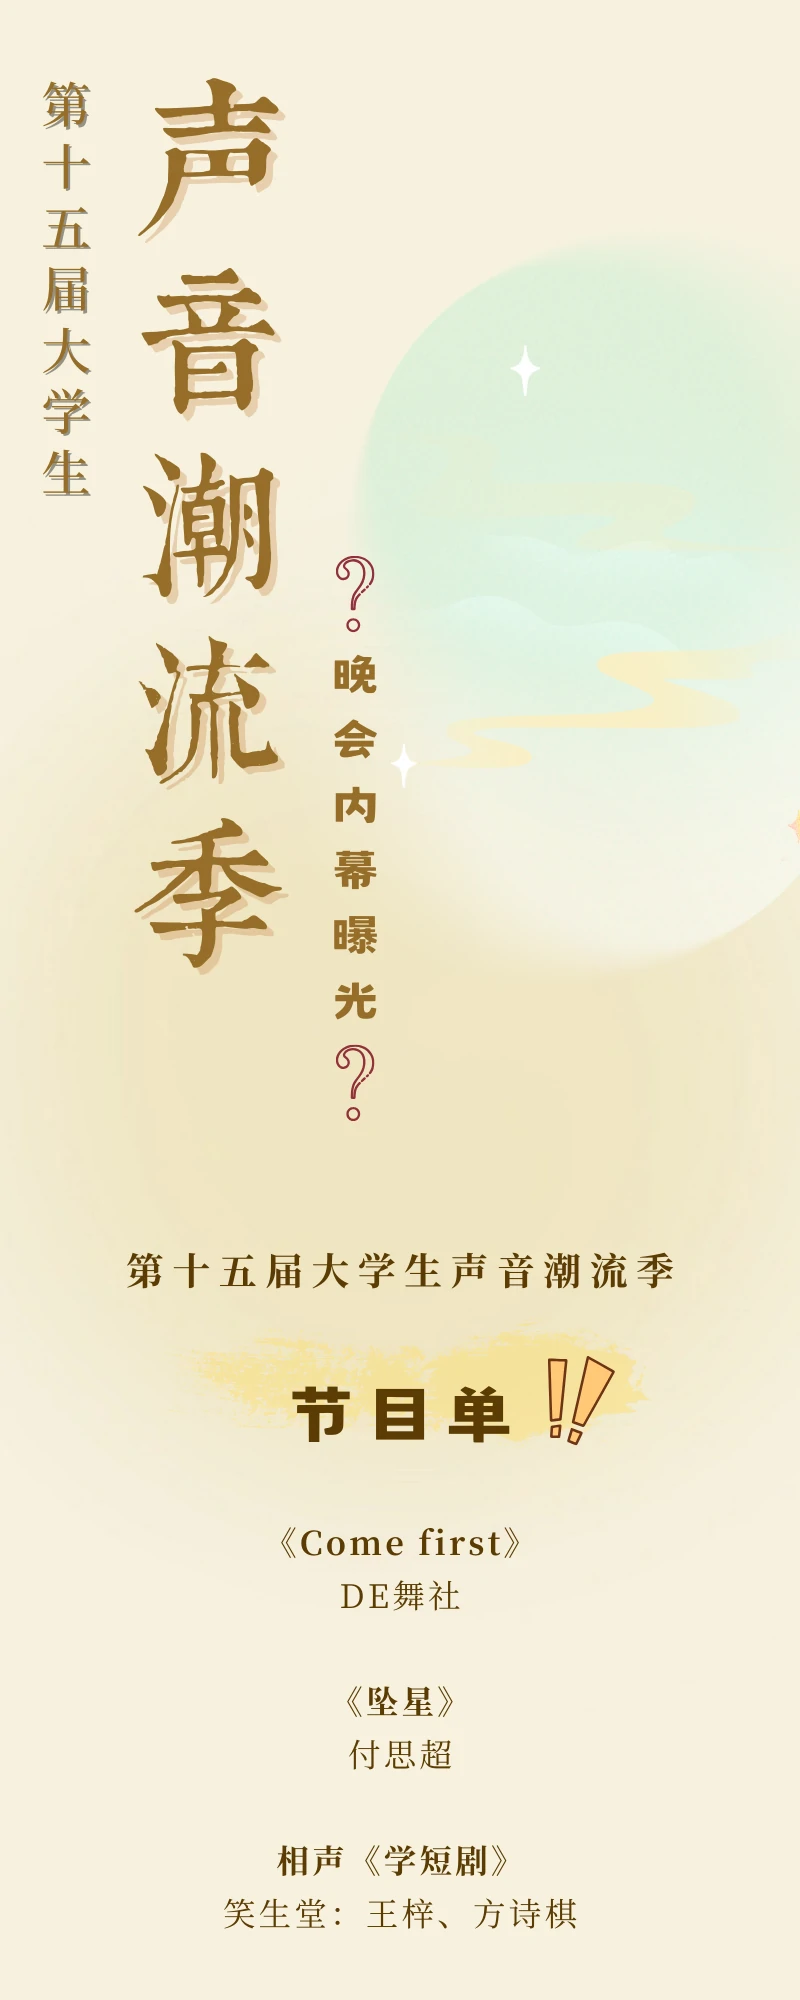 第十五届大学生
声音潮流季
?晚会内幕曝光?
第十五届大学生声音潮流季
节目单!!
《Come first》
DE舞社
《坠星》
付思超
相声《学短剧》
笑生堂：王梓、方诗棋